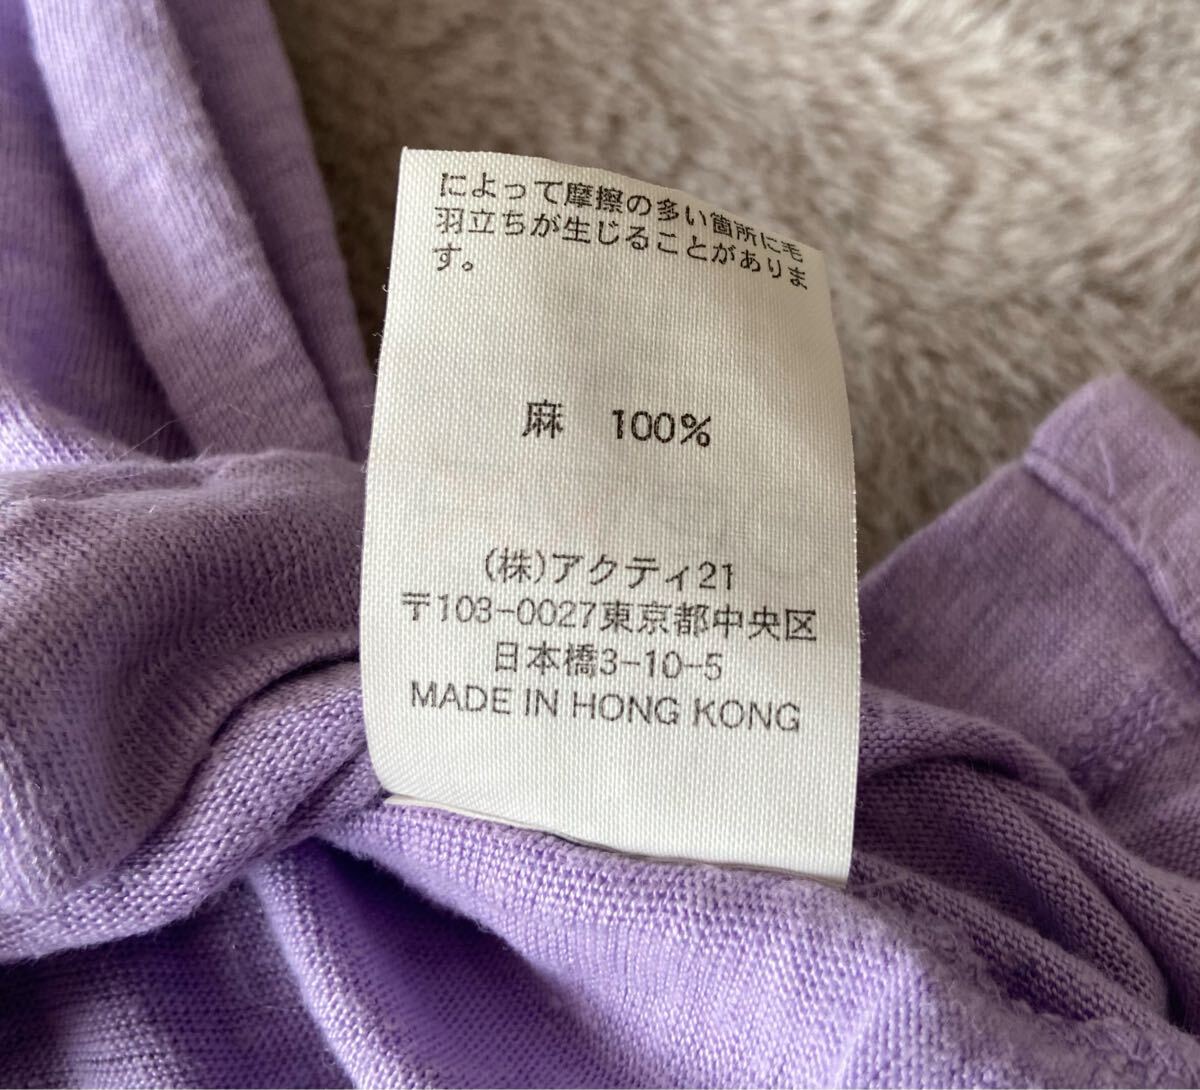 によって摩擦の多い箇所に毛
羽立ちが生じることがありま
す。
麻 100%
(株)アクティ21
〒103-0027東京都中央区
日本橋3-10-5
MADE IN HONG KONG